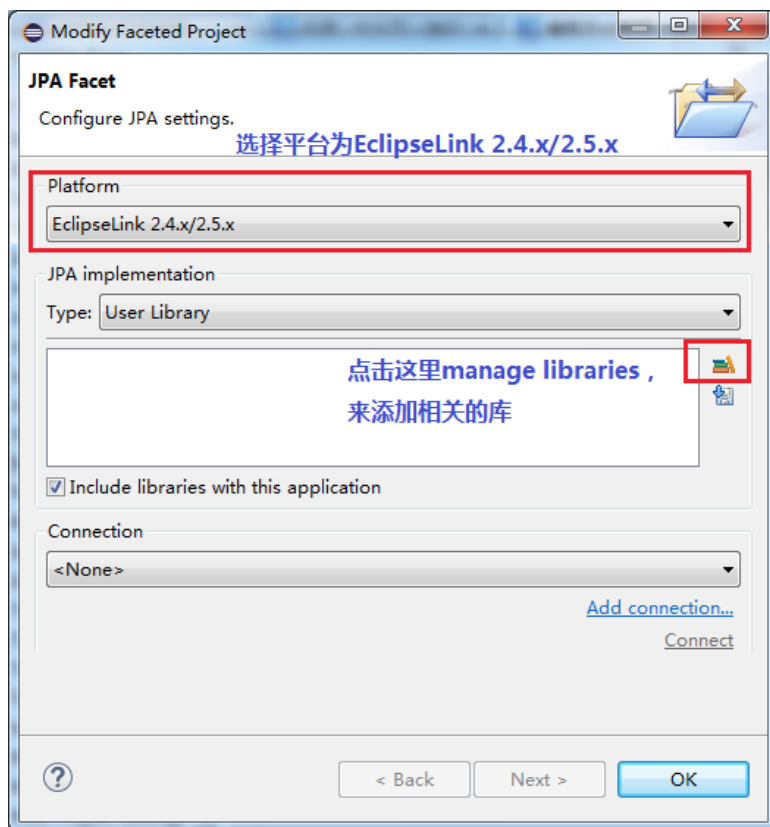 Modify Faceted Project
JPA Facet
Configure JPA settings.
选择平台为EclipseLink 2.4.x/2.5.x
Platform
EclipseLink 2.4.x/2.5.x
JPA implementation
Type: User Library
点击这里manage libraries，
来添加相关的库
Include libraries with this application
Connection
<None>
Add connection...
Connect
< Back Next > OK